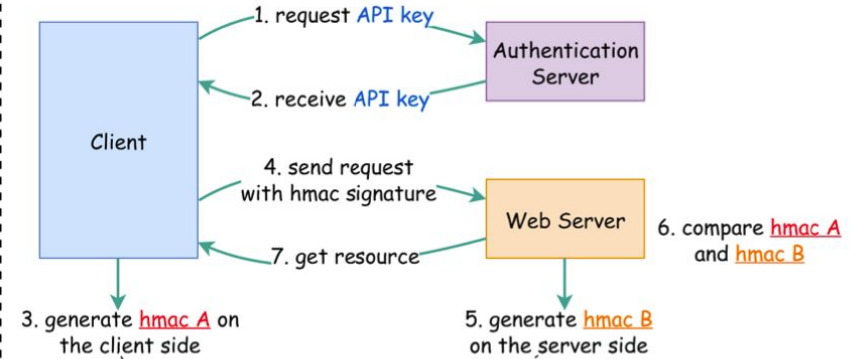 1. request API key
Authentication
Server
2. receive API key
Client
4. send request
with hmac signature
Web Server
6. compare hmac A
and hmac B
7. get resource
3. generate hmac A on
the client side
5. generate hmac B
on the server side